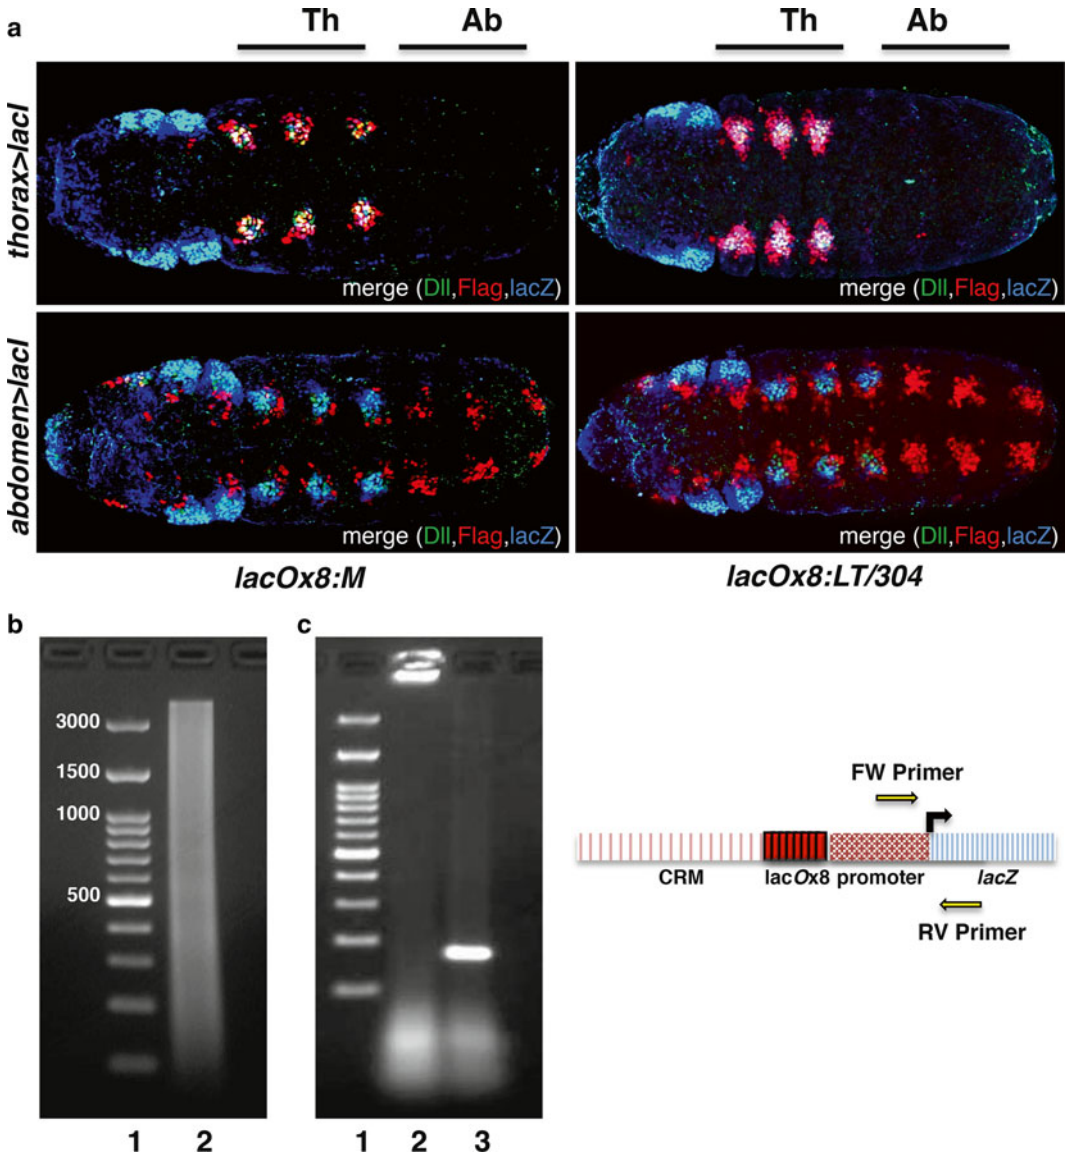 a
Th Ab Th Ab
thorax>lacI
merge (Dll,Flag,lacZ) merge (Dll,Flag,lacZ)
abdomen>lacI
merge (Dll,Flag,lacZ) merge (Dll,Flag,lacZ)
lacOx8:M lacOx8:LT/304
b c
3000
1500
1000
500
FW Primer
CRM lacOx8 promoter lacZ
RV Primer
1 2 1 2 3